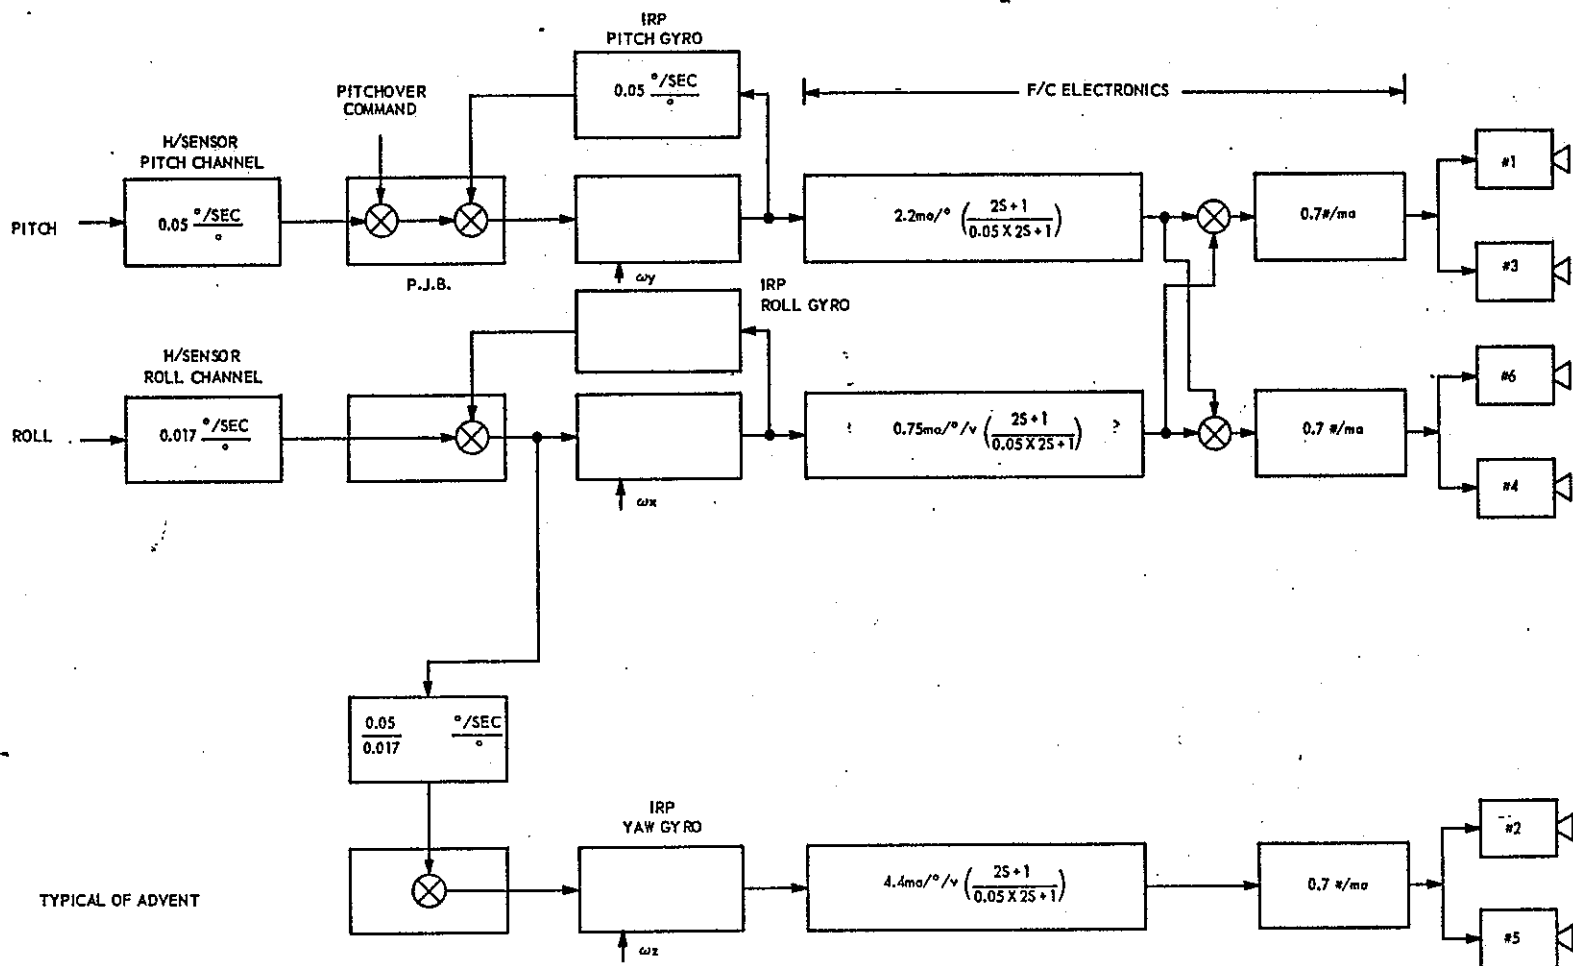 IRP
PITCH GYRO
0.05 °/SEC / °
PITCHOVER
COMMAND
F/C ELECTRONICS
H/SENSOR
PITCH CHANNEL
PITCH
0.05 °/SEC / °
P.J.B.
ωy
2.2ma/° (2S+1 / 0.05 X 2S+1)
0.7#/ma
#1
#3
IRP
ROLL GYRO
H/SENSOR
ROLL CHANNEL
ROLL
0.017 °/SEC / °
ωx
0.75ma/°/v (2S+1 / 0.05 X 2S+1) ?
0.7 #/ma
#6
#4
0.05 / 0.017 °/SEC / °
IRP
YAW GYRO
ωz
4.4ma/°/v (2S+1 / 0.05 X 2S+1)
0.7 #/ma
#2
#5
TYPICAL OF ADVENT